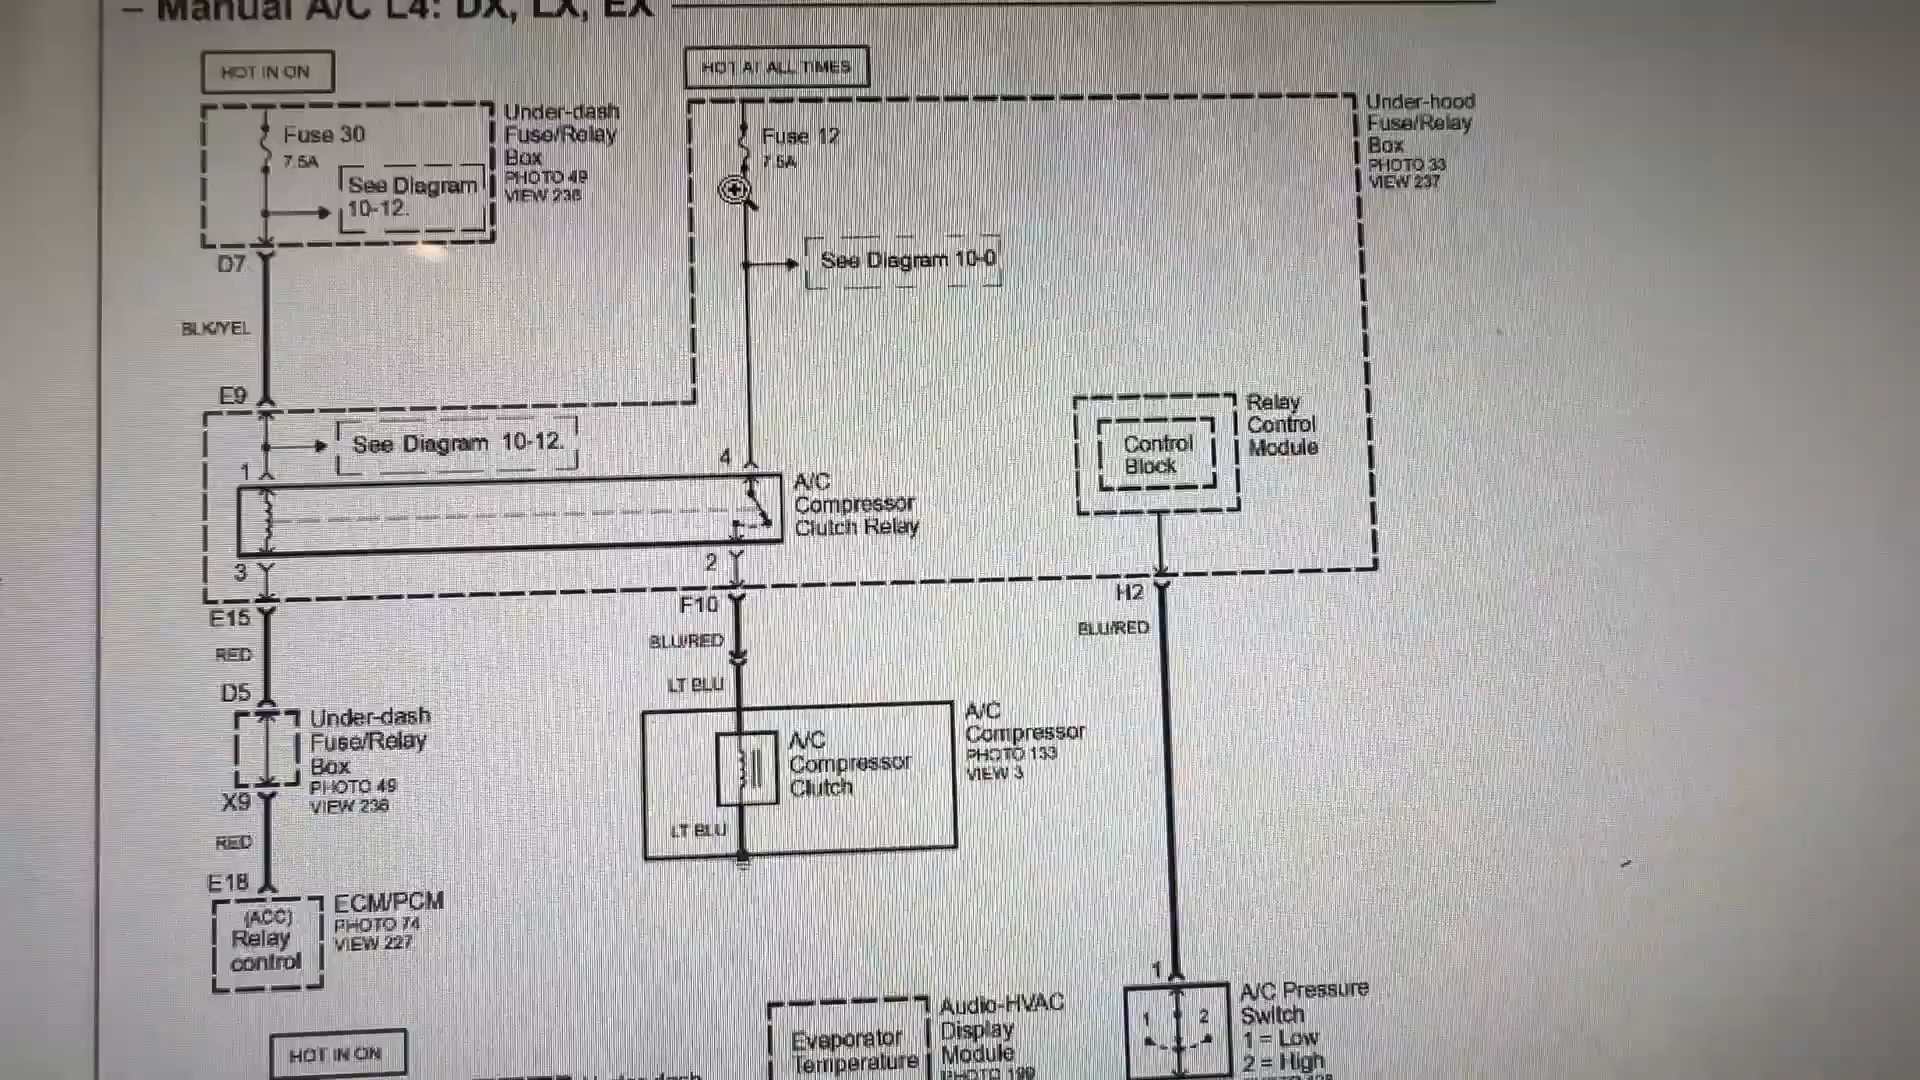 – Manual A/C L4: DX, LX, EX
HOT IN ON
HOT AT ALL TIMES
Fuse 30
7.5A
See Diagram
10-12.
Under-dash
Fuse/Relay
Box
PHOTO 49
VIEW 236
Fuse 12
7.5A
See Diagram 10-0
Under-hood
Fuse/Relay
Box
PHOTO 33
VIEW 237
D7
BLK/YEL
E9
See Diagram 10-12.
1
4
A/C
Compressor
Clutch Relay
Control
Block
Relay
Control
Module
3
2
E15
F10
H2
RED
BLU/RED
BLU/RED
D5
LT BLU
Under-dash
Fuse/Relay
Box
PHOTO 49
VIEW 236
A/C
Compressor
Clutch
A/C
Compressor
PHOTO 133
VIEW 3
X9
LT BLU
RED
E18
(ACC)
Relay
control
ECM/PCM
PHOTO 74
VIEW 227
1
1 2
A/C Pressure
Switch
1 = Low
2 = High
HOT IN ON
Evaporator
Temperature
Audio-HVAC
Display
Module